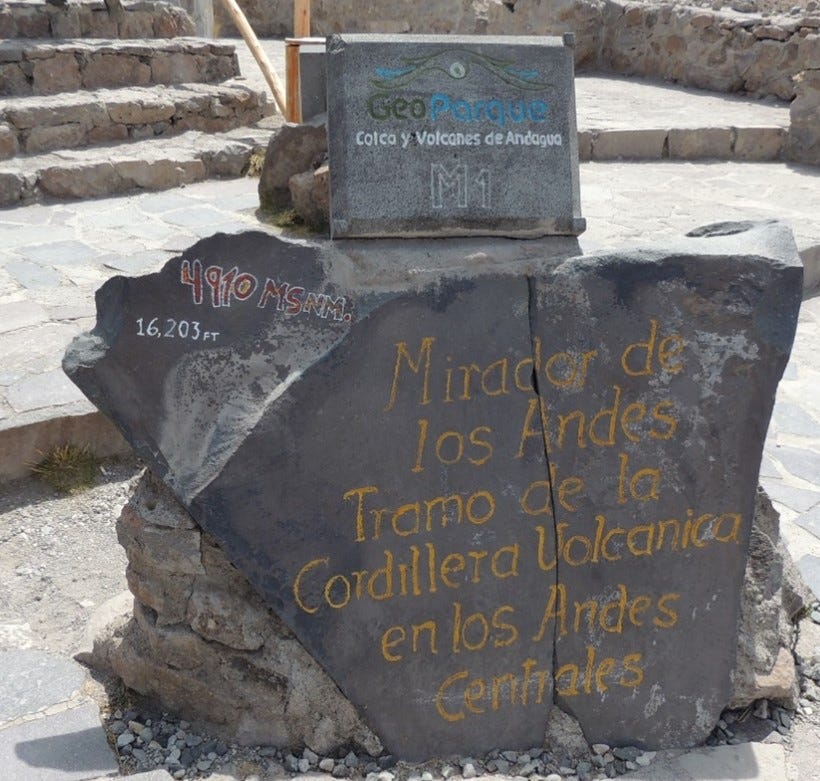 GeoParque
Colca y Volcanes de Andagua
M1
4910 MSNM.
16,203 FT
Mirador de
los Andes
Tramo de la
Cordillera Volcanica
en los Andes
Centrales